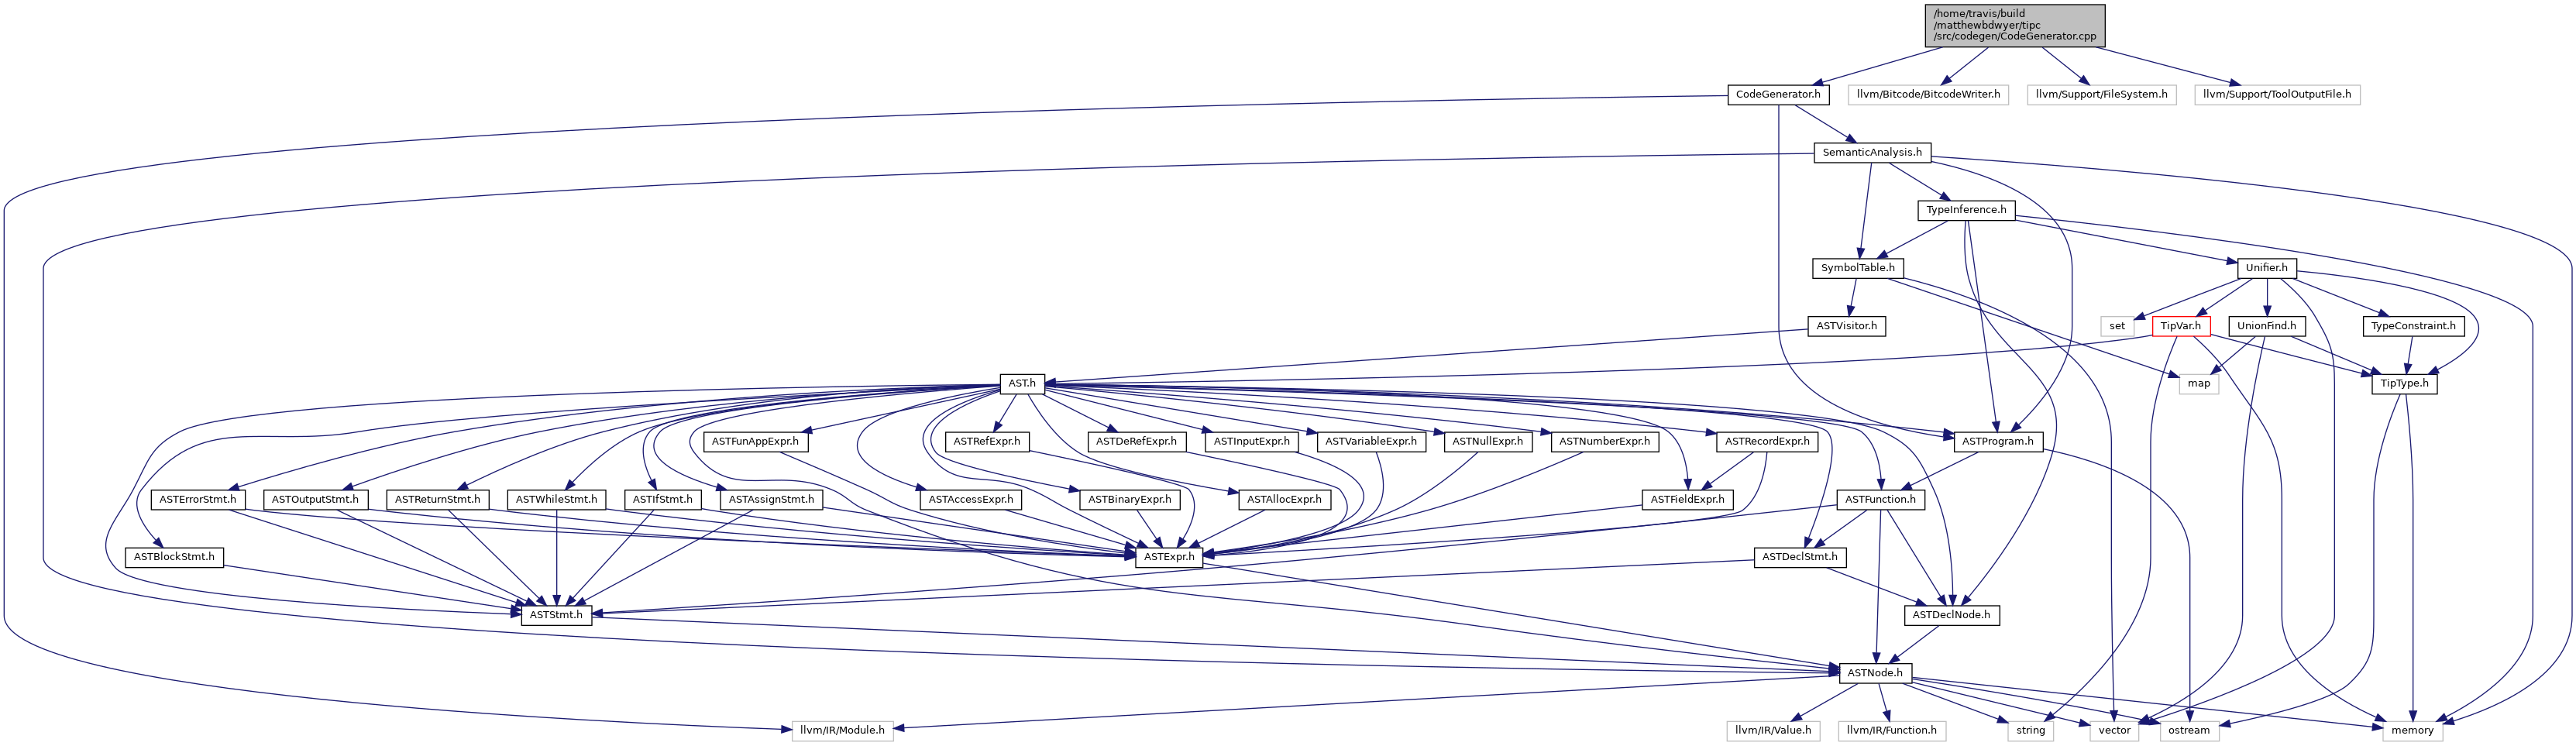 /home/travis/build
/matthewbdwyer/tipc
/src/codegen/CodeGenerator.cpp
CodeGenerator.h
llvm/Bitcode/BitcodeWriter.h
llvm/Support/FileSystem.h
llvm/Support/ToolOutputFile.h
SemanticAnalysis.h
TypeInference.h
SymbolTable.h
Unifier.h
ASTVisitor.h
set
TipVar.h
UnionFind.h
TypeConstraint.h
AST.h
map
TipType.h
ASTFunAppExpr.h
ASTRefExpr.h
ASTDeRefExpr.h
ASTInputExpr.h
ASTVariableExpr.h
ASTNullExpr.h
ASTNumberExpr.h
ASTRecordExpr.h
ASTProgram.h
ASTErrorStmt.h
ASTOutputStmt.h
ASTReturnStmt.h
ASTWhileStmt.h
ASTIfStmt.h
ASTAssignStmt.h
ASTAccessExpr.h
ASTBinaryExpr.h
ASTAllocExpr.h
ASTFieldExpr.h
ASTFunction.h
ASTBlockStmt.h
ASTExpr.h
ASTDeclStmt.h
ASTStmt.h
ASTDeclNode.h
ASTNode.h
llvm/IR/Module.h
llvm/IR/Value.h
llvm/IR/Function.h
string
vector
ostream
memory